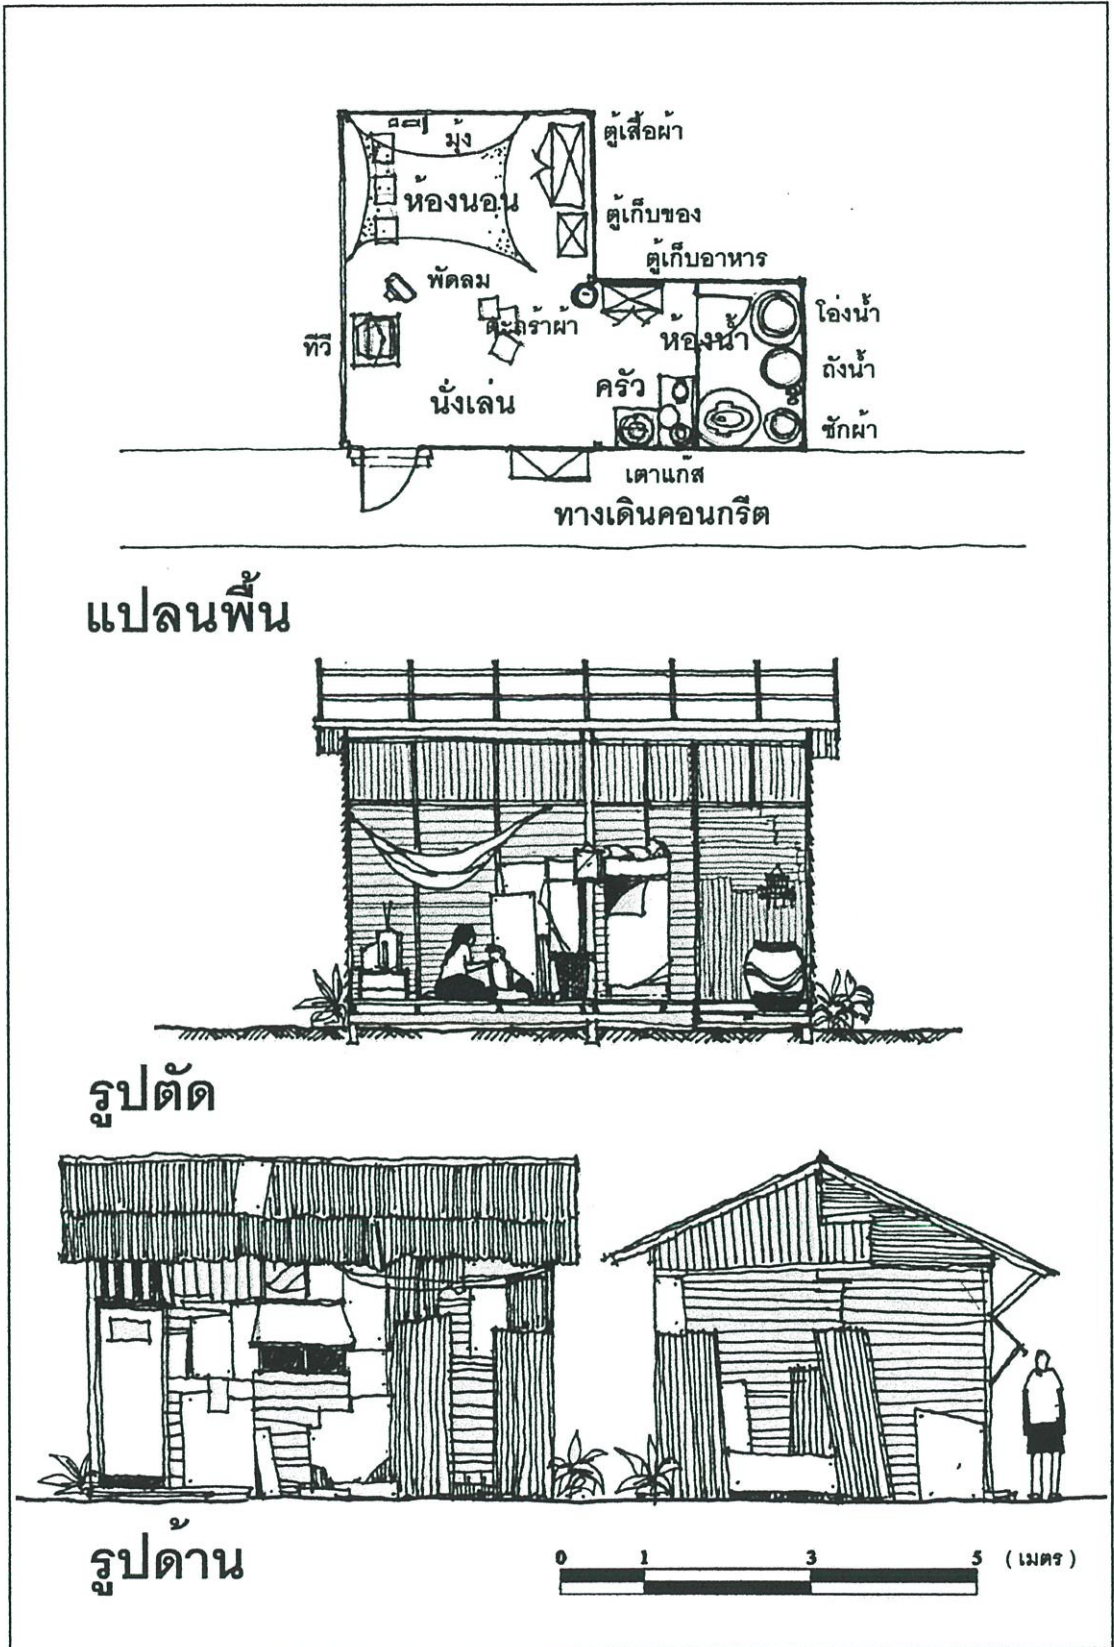 ตู้เสื้อผ้า
มุ้ง
ห้องนอน
ตู้เก็บของ
ตู้เก็บอาหาร
พัดลม
ตะกร้าผ้า
ห้องน้ำ
โอ่งน้ำ
ทีวี
ถังน้ำ
ครัว
นั่งเล่น
ซักผ้า
เตาแก๊ส
ทางเดินคอนกรีต
แปลนพื้น
รูปตัด
รูปด้าน
0 1 3 5 (เมตร)